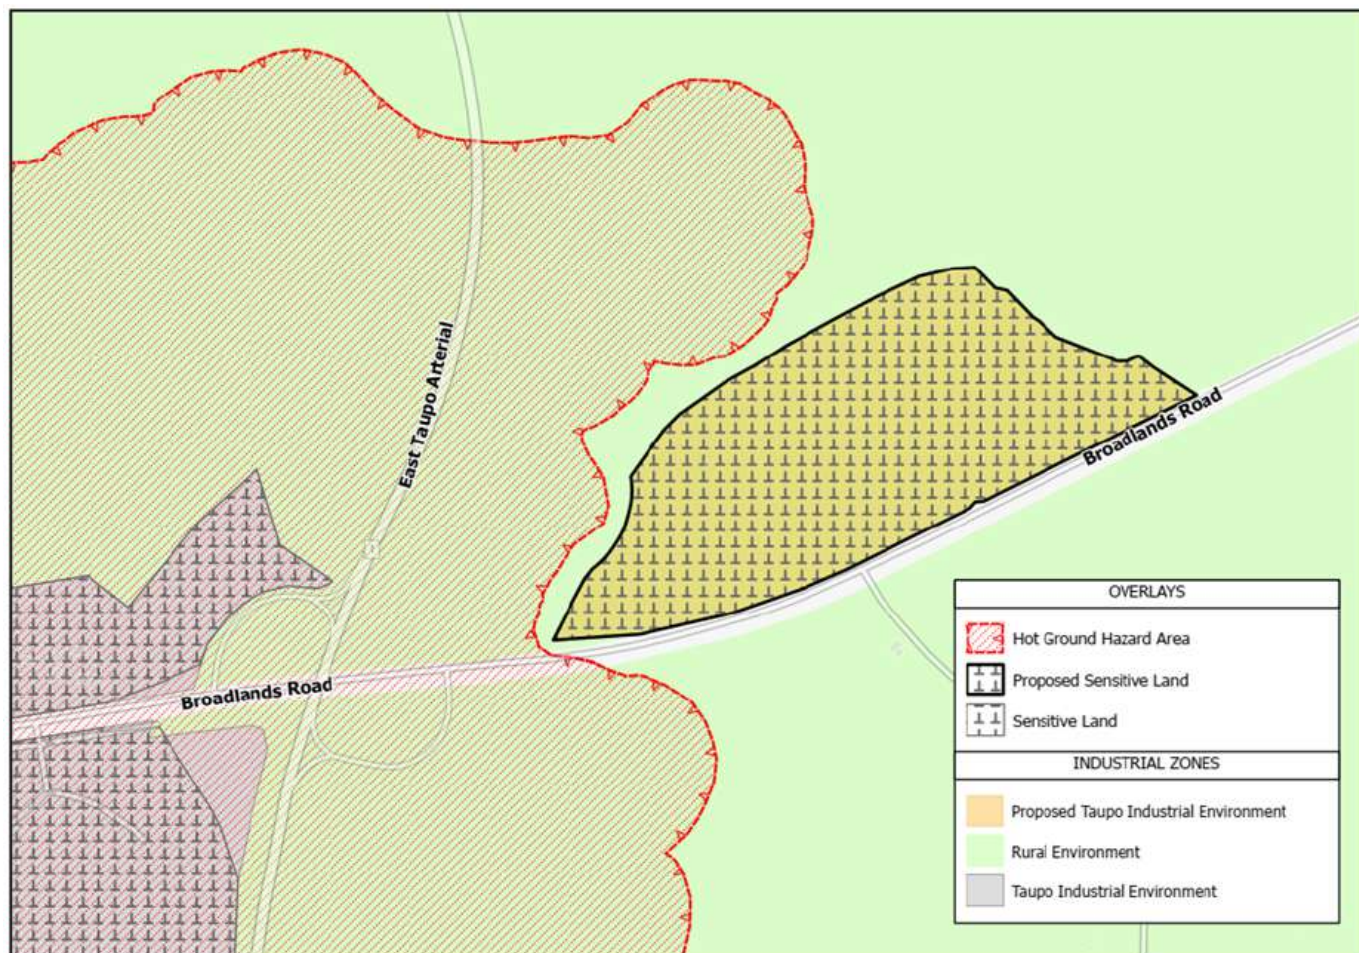 East Taupo Arterial
Broadlands Road
Broadlands Road
OVERLAYS
Hot Ground Hazard Area
Proposed Sensitive Land
Sensitive Land
INDUSTRIAL ZONES
Proposed Taupo Industrial Environment
Rural Environment
Taupo Industrial Environment